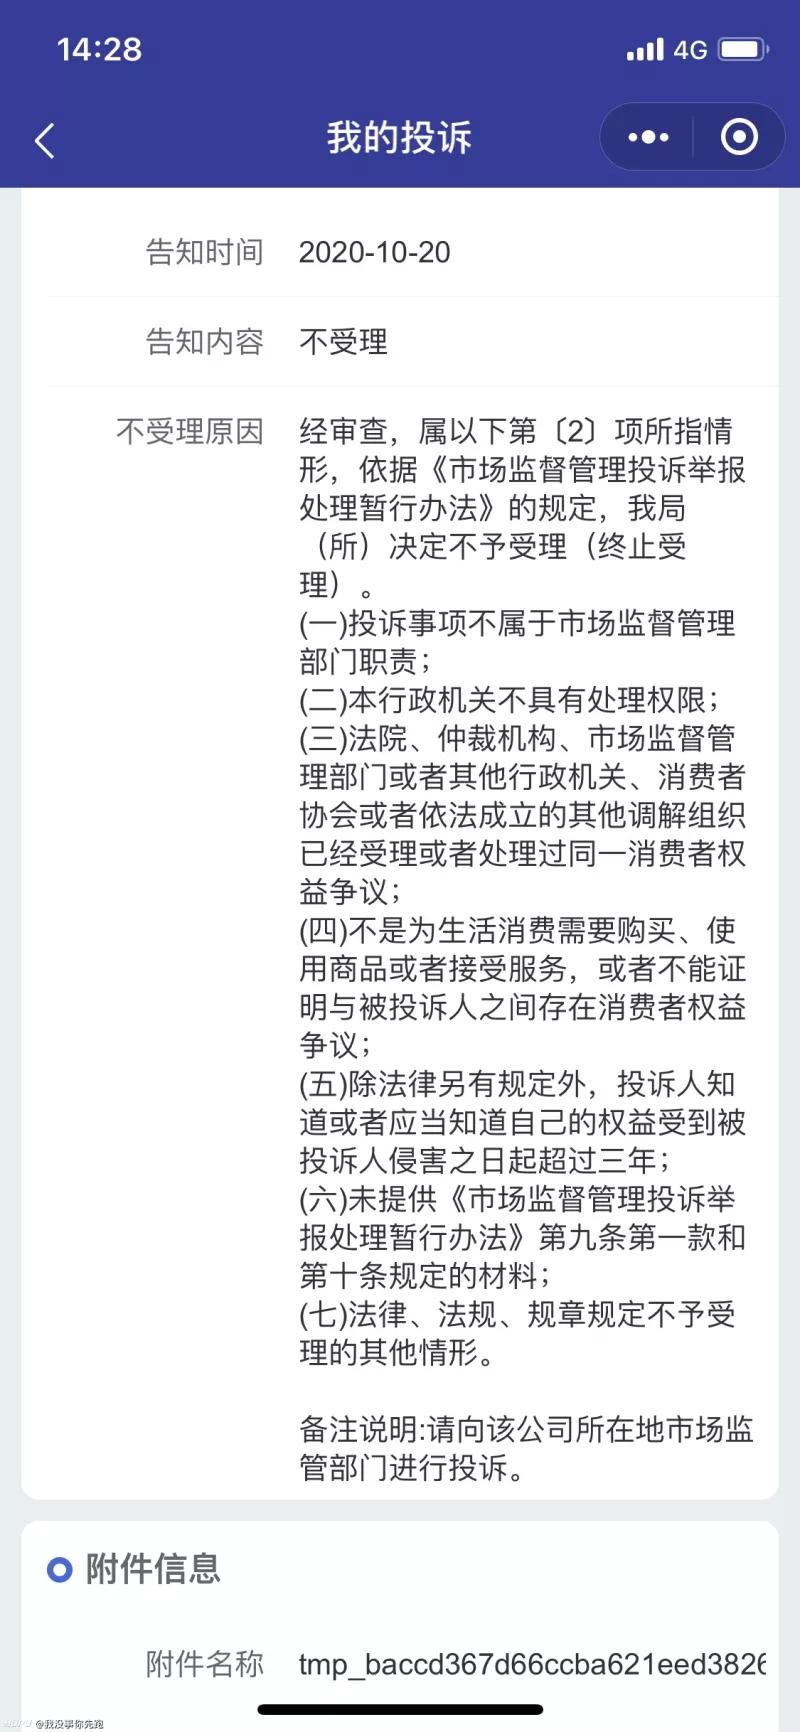 14:28
4G
我的投诉
告知时间 2020-10-20
告知内容 不受理
不受理原因 经审查，属以下第〔2〕项所指情
形，依据《市场监督管理投诉举报
处理暂行办法》的规定，我局
（所）决定不予受理（终止受
理）。
(一)投诉事项不属于市场监督管理
部门职责；
(二)本行政机关不具有处理权限；
(三)法院、仲裁机构、市场监督管
理部门或者其他行政机关、消费者
协会或者依法成立的其他调解组织
已经受理或者处理过同一消费者权
益争议；
(四)不是为生活消费需要购买、使
用商品或者接受服务，或者不能证
明与被投诉人之间存在消费者权益
争议；
(五)除法律另有规定外，投诉人知
道或者应当知道自己的权益受到被
投诉人侵害之日起超过三年；
(六)未提供《市场监督管理投诉举
报处理暂行办法》第九条第一款和
第十条规定的材料；
(七)法律、法规、规章规定不予受
理的其他情形。
备注说明:请向该公司所在地市场监
管部门进行投诉。
附件信息
附件名称 tmp_baccd367d66ccba621eed3826
@我没事你先跑